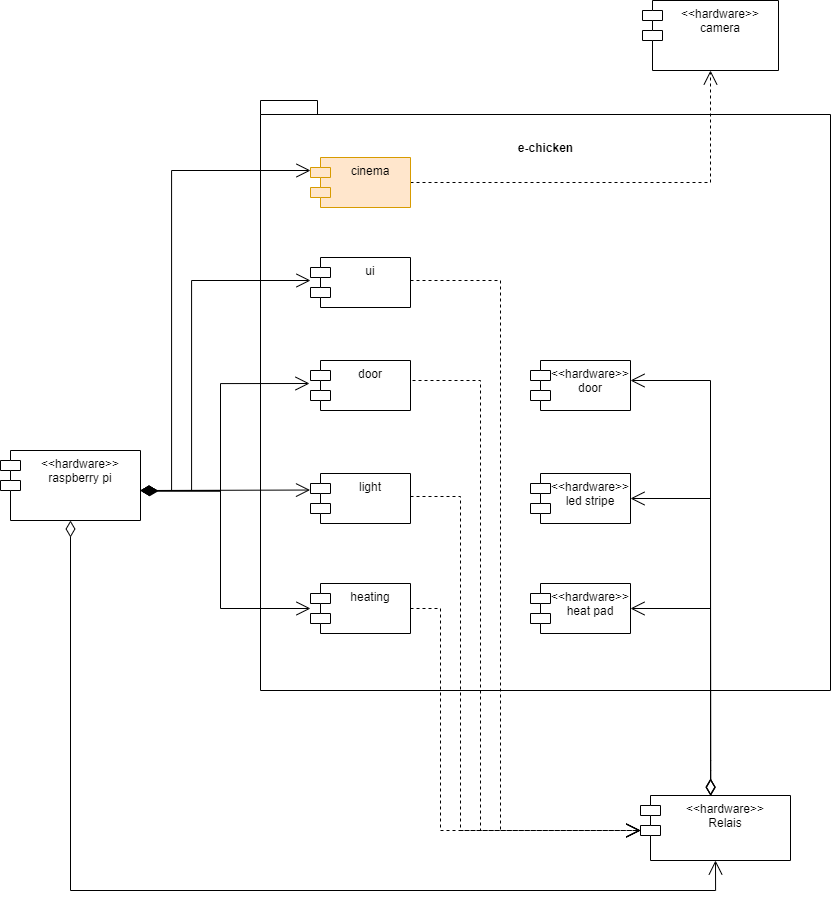 <<hardware>>
camera
e-chicken
cinema
ui
door
<<hardware>>
door
<<hardware>>
raspberry pi
light
<<hardware>>
led stripe
heating
<<hardware>>
heat pad
<<hardware>>
Relais